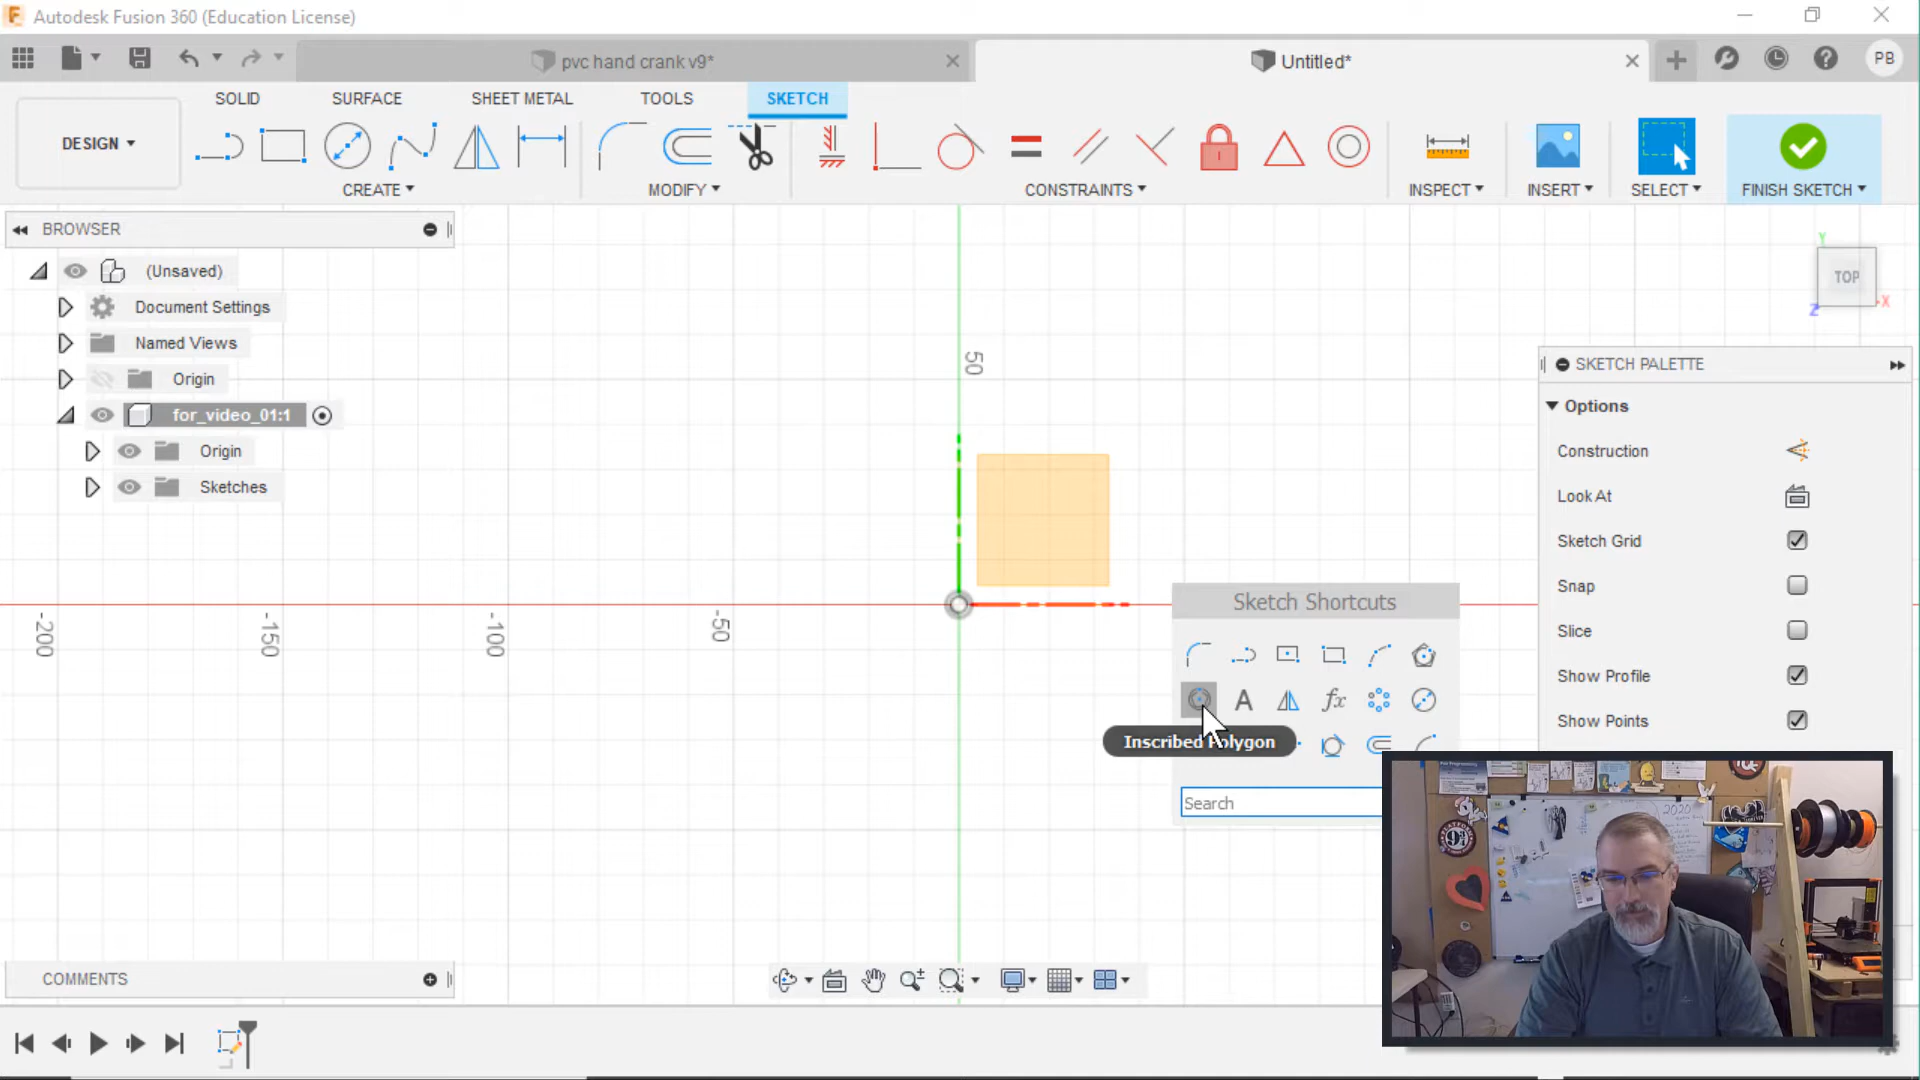 Autodesk Fusion 360 (Education License)
pvc hand crank v9*
Untitled*
PB
DESIGN
SOLID
SURFACE
SHEET METAL
TOOLS
SKETCH
CREATE
MODIFY
CONSTRAINTS
INSPECT
INSERT
SELECT
FINISH SKETCH
BROWSER
(Unsaved)
Document Settings
Named Views
Origin
for_video_01:1
Origin
Sketches
Y
TOP
X
Z
50
-200
-150
-100
-50
SKETCH PALETTE
Options
Construction
Look At
Sketch Grid
Snap
Slice
Show Profile
Show Points
Sketch Shortcuts
A
fx
Inscribed Polygon
Search
2020
9¾
COMMENTS